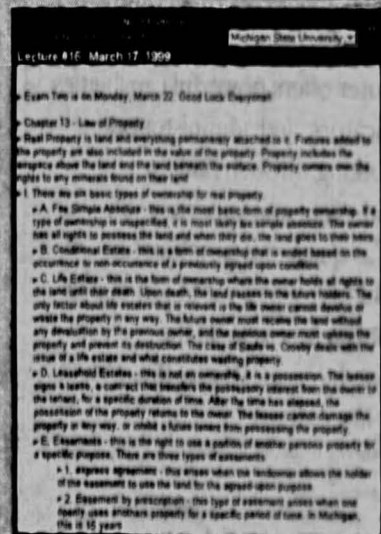 Michigan State University
Lecture #16 March 17, 1999
Exam Two is on Monday, March 22. Good Luck Everyone!
Chapter 13 - Law of Property
Real Property is land and everything permanently attached to it. Fixtures added to
the property are also included in the value of the property. Property includes the
airspace above the land and the land beneath the surface. Property owners own the
rights to any minerals found on their land
I. There are six basic types of ownership for real property
A. Fee Simple Absolute - this is the most basic form of property ownership. If a
type of ownership is unspecified, it is most likely fee simple absolute. The owner
has all rights to possess the land and when they die, the land goes to their heirs
B. Conditional Estate - this is a form of ownership that is ended based on the
occurrence or non-occurrence of a previously agreed upon condition
C. Life Estate - this is the form of ownership where the owner holds all rights to
the land until their death. Upon death, the land passes to the future holders. The
only factor about life estates that is relevant is the life owner cannot devalue or
waste the property in any way. The future owner must receive the land without
any devaluation by the previous owner, and the previous owner must upkeep the
property and prevent its destruction. The case of Sauls vs. Crosby deals with the
issue of a life estate and what constitutes wasting property.
D. Leasehold Estates - this is not an ownership, it is a possession. The lessee
signs a lease, a contract that transfers the possessory interest from the owner to
the tenant, for a specific duration of time. After the time has elapsed, the
possession of the property returns to the owner. The lessee cannot damage the
property in any way, or inhibit a future tenant from possessing the property
E. Easements - this is the right to use a portion of another persons property for
a specific purpose. There are three types of easements
1. express agreement - this arises when the landowner allows the holder
of the easement to use the land for the agreed upon purpose
2. Easement by prescription - this type of easement arises when one
openly uses anothers property for a specific period of time. In Michigan,
this is 15 years